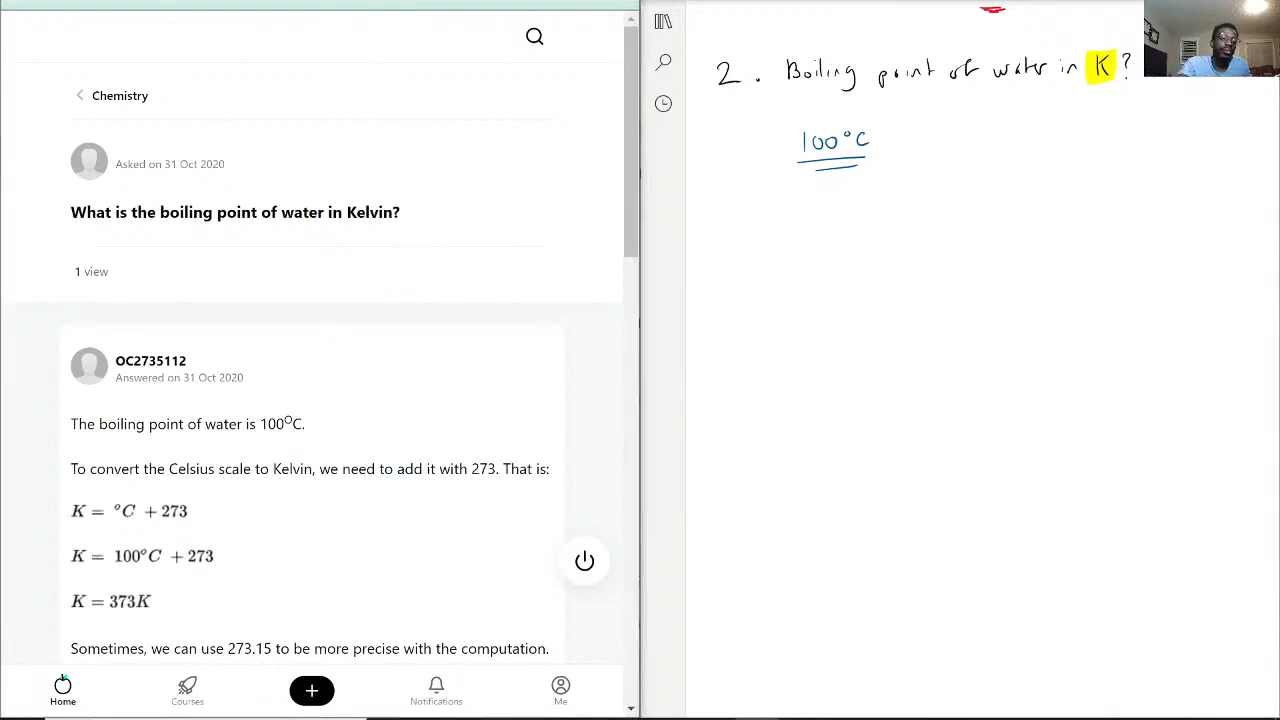 Chemistry
Asked on 31 Oct 2020
What is the boiling point of water in Kelvin?
1 view
OC2735112
Answered on 31 Oct 2020
The boiling point of water is 100⁰C.
To convert the Celsius scale to Kelvin, we need to add it with 273. That is:
K = °C + 273
K = 100°C + 273
K = 373K
Sometimes, we can use 273.15 to be more precise with the computation.
Home
Courses
Notifications
Me
2. Boiling point of water in K?
100°C